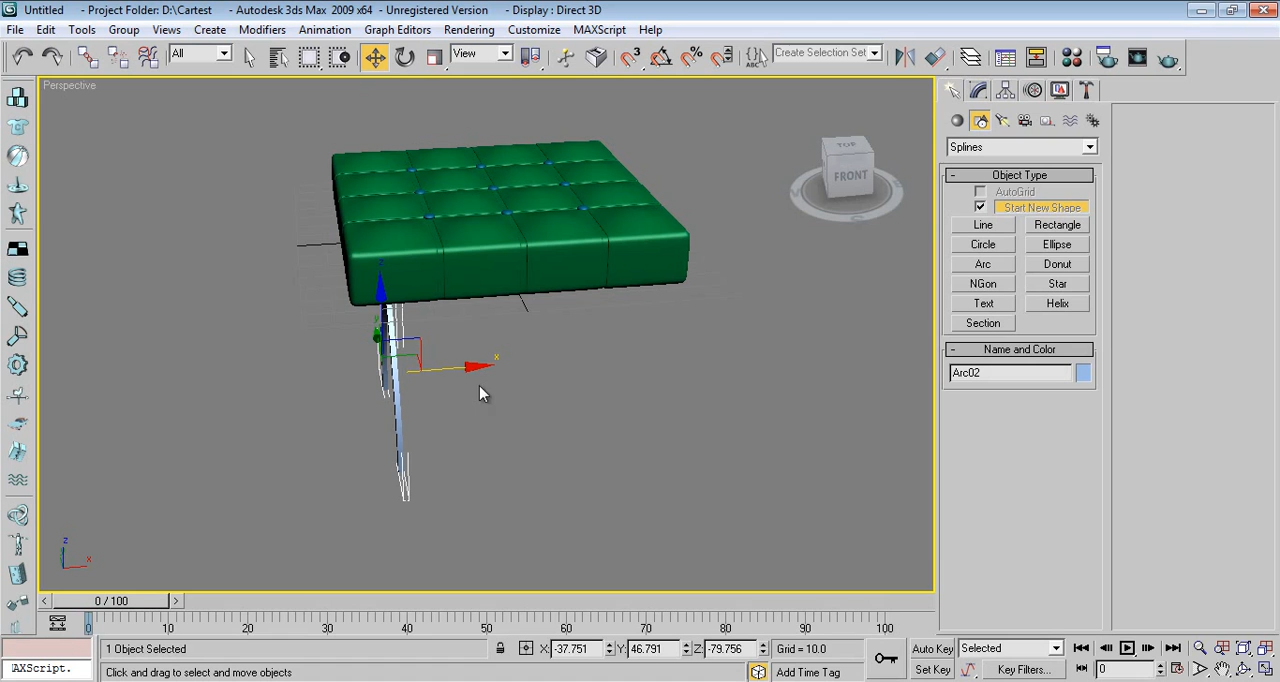 Untitled - Project Folder: D:\Cartest - Autodesk 3ds Max 2009 x64 - Unregistered Version - Display : Direct 3D
File Edit Tools Group Views Create Modifiers Animation Graph Editors Rendering Customize MAXScript Help
All View 3 % ABC Create Selection Set
Perspective
TOP
FRONT
Splines
- Object Type
AutoGrid
Start New Shape
Line Rectangle
Circle Ellipse
Arc Donut
NGon Star
Text Helix
Section
- Name and Color
Arc02
z
y
x
z
x
< 0 / 100 >
0 10 20 30 40 50 60 70 80 90 100
1 Object Selected X: -37.751 Y: 46.791 Z: -79.756 Grid = 10.0 Auto Key Selected
AXScript. Click and drag to select and move objects Add Time Tag Set Key Key Filters... 0